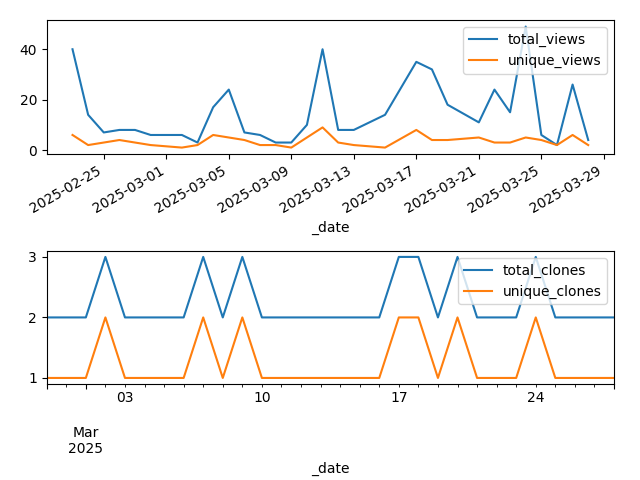 40
20
0
total_views
unique_views
2025-02-25
2025-03-01
2025-03-05
2025-03-09
2025-03-13
2025-03-17
2025-03-21
2025-03-25
2025-03-29
_date
3
2
1
total_clones
unique_clones
03
10
17
24
Mar
2025
_date